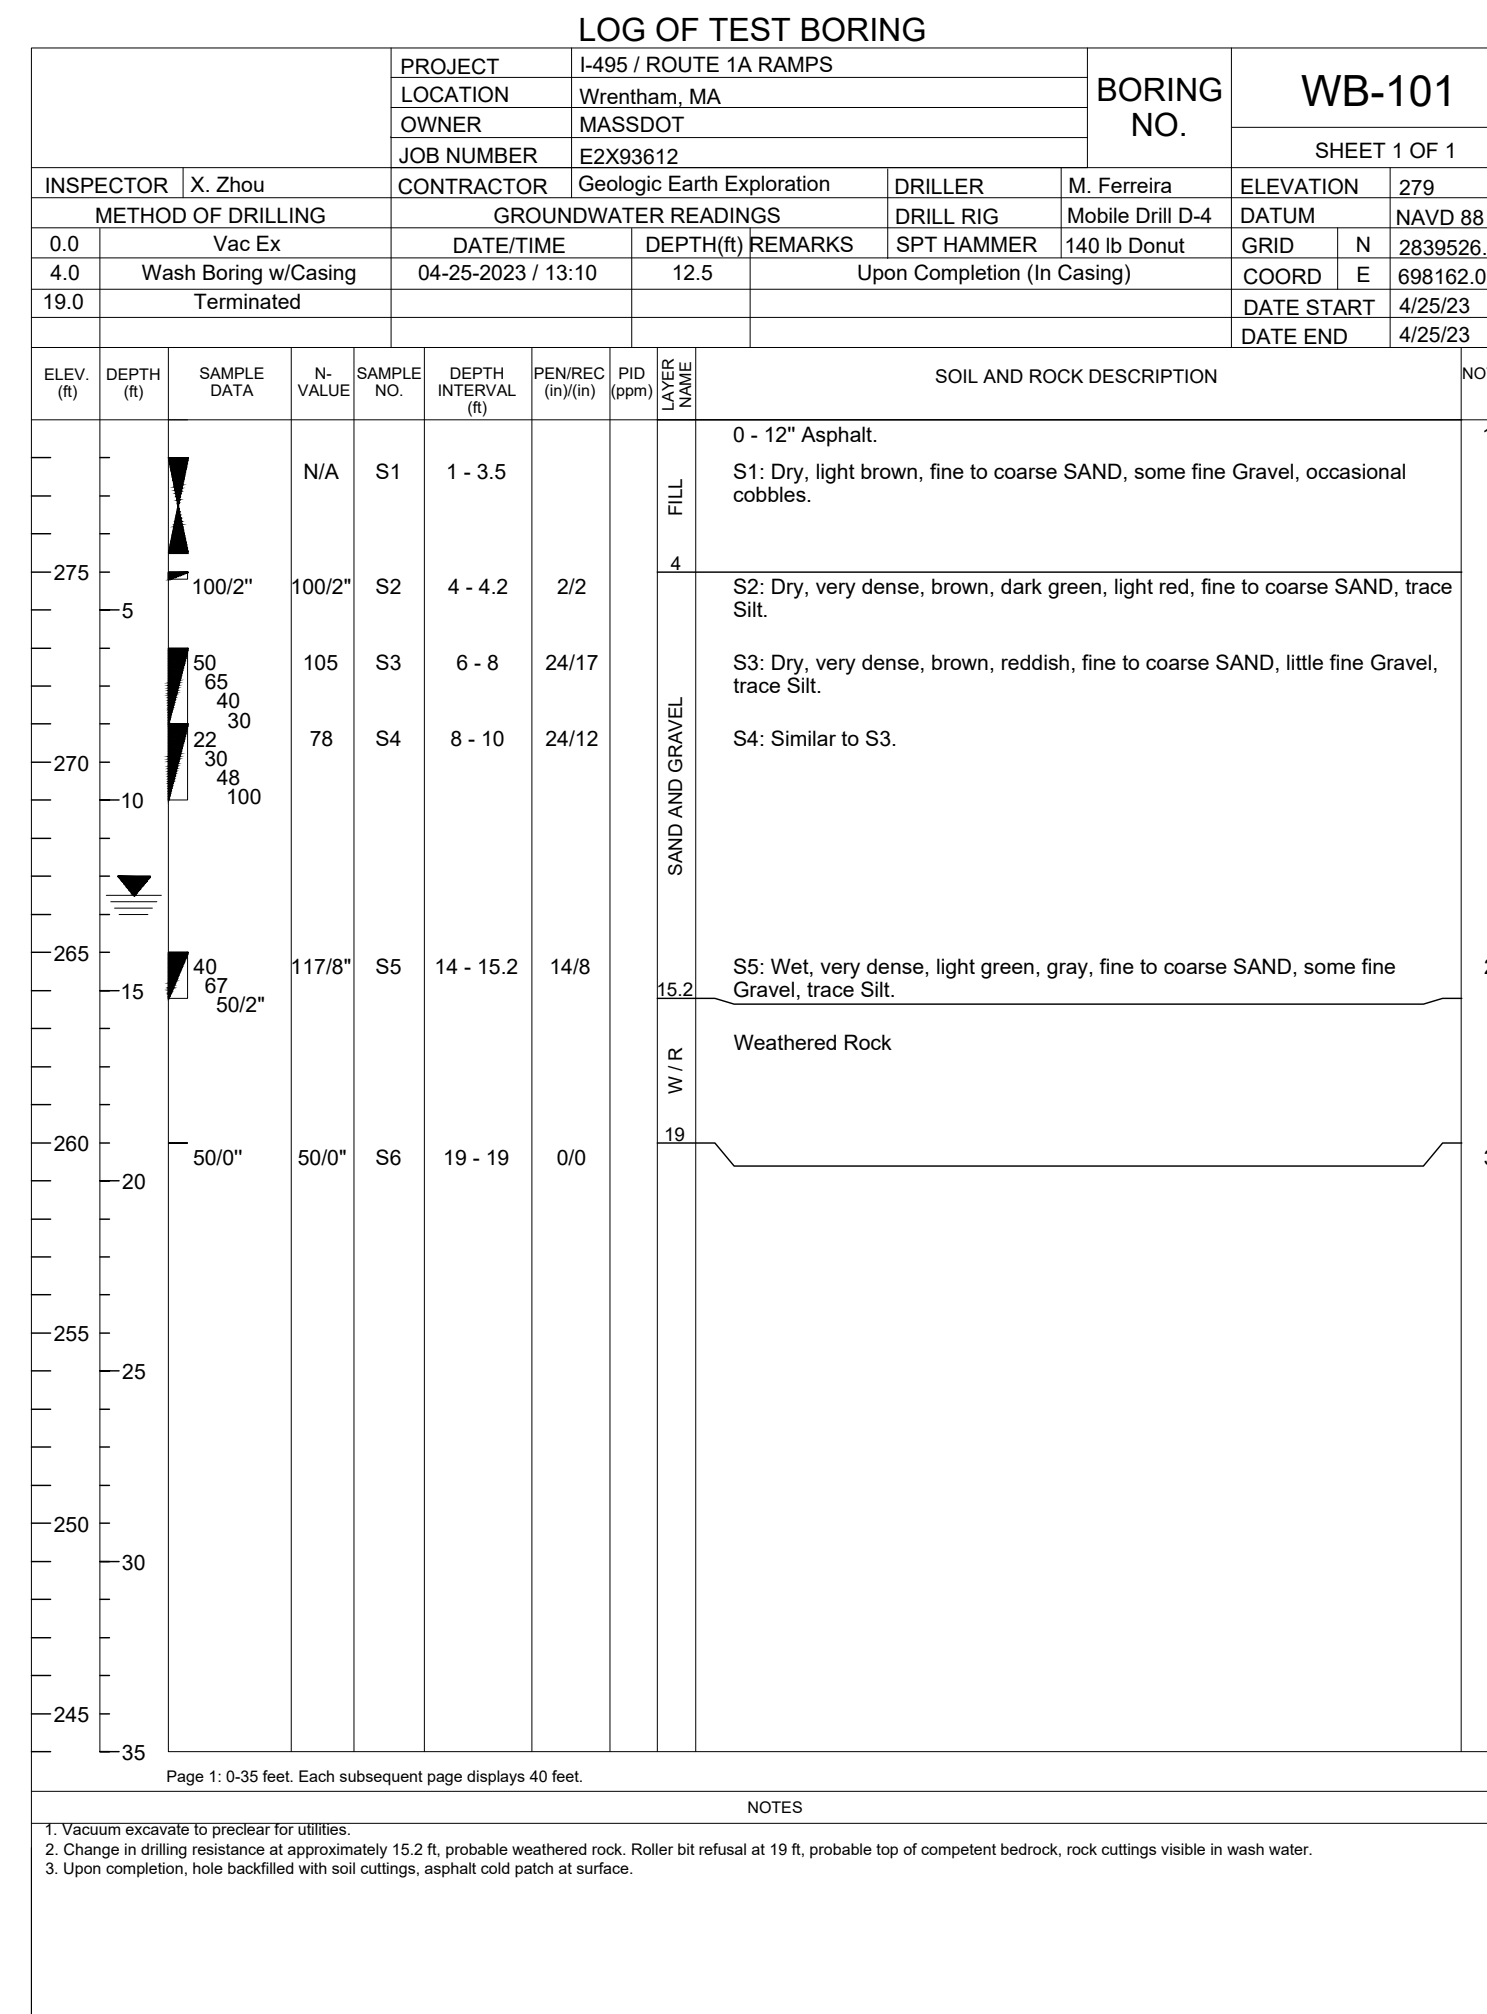 LOG OF TEST BORING
PROJECT I-495 / ROUTE 1A RAMPS
LOCATION Wrentham, MA
OWNER MASSDOT
JOB NUMBER E2X93612
BORING NO. WB-101
SHEET 1 OF 1
INSPECTOR X. Zhou CONTRACTOR Geologic Earth Exploration DRILLER M. Ferreira ELEVATION 279
METHOD OF DRILLING GROUNDWATER READINGS DRILL RIG Mobile Drill D-4 DATUM NAVD 88
0.0 Vac Ex DATE/TIME DEPTH(ft) REMARKS SPT HAMMER 140 lb Donut GRID N 2839526.
4.0 Wash Boring w/Casing 04-25-2023 / 13:10 12.5 Upon Completion (In Casing) COORD E 698162.0
19.0 Terminated DATE START 4/25/23
DATE END 4/25/23
ELEV. (ft) DEPTH (ft) SAMPLE DATA N-VALUE SAMPLE NO. DEPTH INTERVAL (ft) PEN/REC (in)/(in) PID (ppm) LAYER NAME SOIL AND ROCK DESCRIPTION
0 - 12" Asphalt.
N/A S1 1 - 3.5 S1: Dry, light brown, fine to coarse SAND, some fine Gravel, occasional
cobbles.
FILL
4
275
100/2" 100/2" S2 4 - 4.2 2/2 S2: Dry, very dense, brown, dark green, light red, fine to coarse SAND, trace
Silt.
5
50 105 S3 6 - 8 24/17 S3: Dry, very dense, brown, reddish, fine to coarse SAND, little fine Gravel,
65 trace Silt.
40
30
22 78 S4 8 - 10 24/12 S4: Similar to S3.
30
270
48
100
10
SAND AND GRAVEL
265
40 117/8" S5 14 - 15.2 14/8 S5: Wet, very dense, light green, gray, fine to coarse SAND, some fine
67 Gravel, trace Silt.
15
15.2
50/2"
Weathered Rock
W / R
19
260
50/0" 50/0" S6 19 - 19 0/0
20
255
25
250
30
245
35
Page 1: 0-35 feet. Each subsequent page displays 40 feet.
NOTES
1. Vacuum excavate to preclear for utilities.
2. Change in drilling resistance at approximately 15.2 ft, probable weathered rock. Roller bit refusal at 19 ft, probable top of competent bedrock, rock cuttings visible in wash water.
3. Upon completion, hole backfilled with soil cuttings, asphalt cold patch at surface.